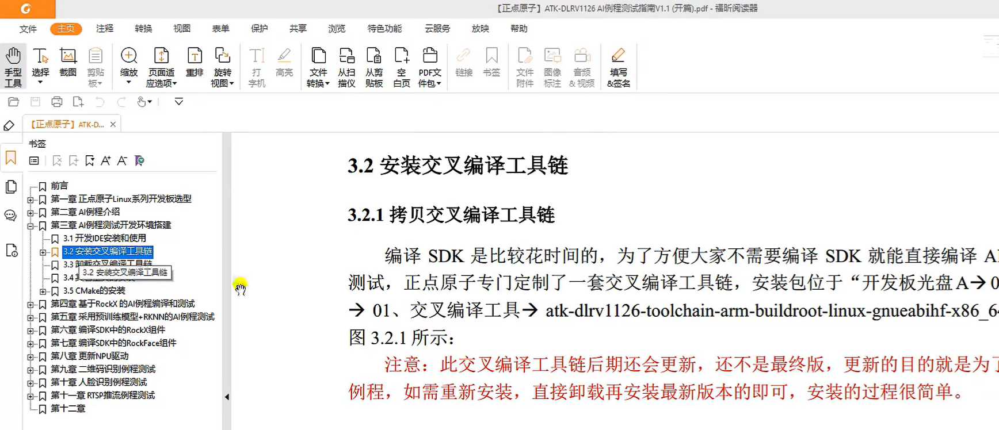 【正点原子】ATK-DLRV1126 AI例程测试指南V1.1 (开篇).pdf - 福昕阅读器
文件 主页 注释 转换 视图 表单 保护 共享 浏览 特色功能 云服务 放映 帮助
手型工具 选择 截图 剪贴板 缩放 页面适应选项 重排 旋转视图 打字机 高亮 文件转换 从扫描仪 从剪贴板 空白页 PDF文件包 链接 书签 文件附件 图像标注 音频&视频 填写&签名
【正点原子】ATK-D...
书签
前言
第一章 正点原子Linux系列开发板选型
第二章 AI例程介绍
第三章 AI例程测试开发环境搭建
3.1 开发IDE安装和使用
3.2 安装交叉编译工具链
3.3 卸载交叉编译工具链
3.2 安装交叉编译工具链
3.4
3.5 CMake的安装
第四章 基于RockX 的AI例程编译和测试
第五章 采用预训练模型+RKNN的AI例程测试
第六章 编译SDK中的RockX组件
第七章 编译SDK中的RockFace组件
第八章 更新NPU驱动
第九章 二维码识别例程测试
第十章 人脸识别例程测试
第十一章 RTSP推流例程测试
第十二章
3.2 安装交叉编译工具链
3.2.1 拷贝交叉编译工具链
编译 SDK 是比较花时间的，为了方便大家不需要编译 SDK 就能直接编译 A
测试，正点原子专门定制了一套交叉编译工具链，安装包位于“开发板光盘A→0
→ 01、交叉编译工具→ atk-dlrv1126-toolchain-arm-buildroot-linux-gnueabihf-x86_6
图 3.2.1 所示：
注意：此交叉编译工具链后期还会更新，还不是最终版，更新的目的就是为了
例程，如需重新安装，直接卸载再安装最新版本的即可，安装的过程很简单。